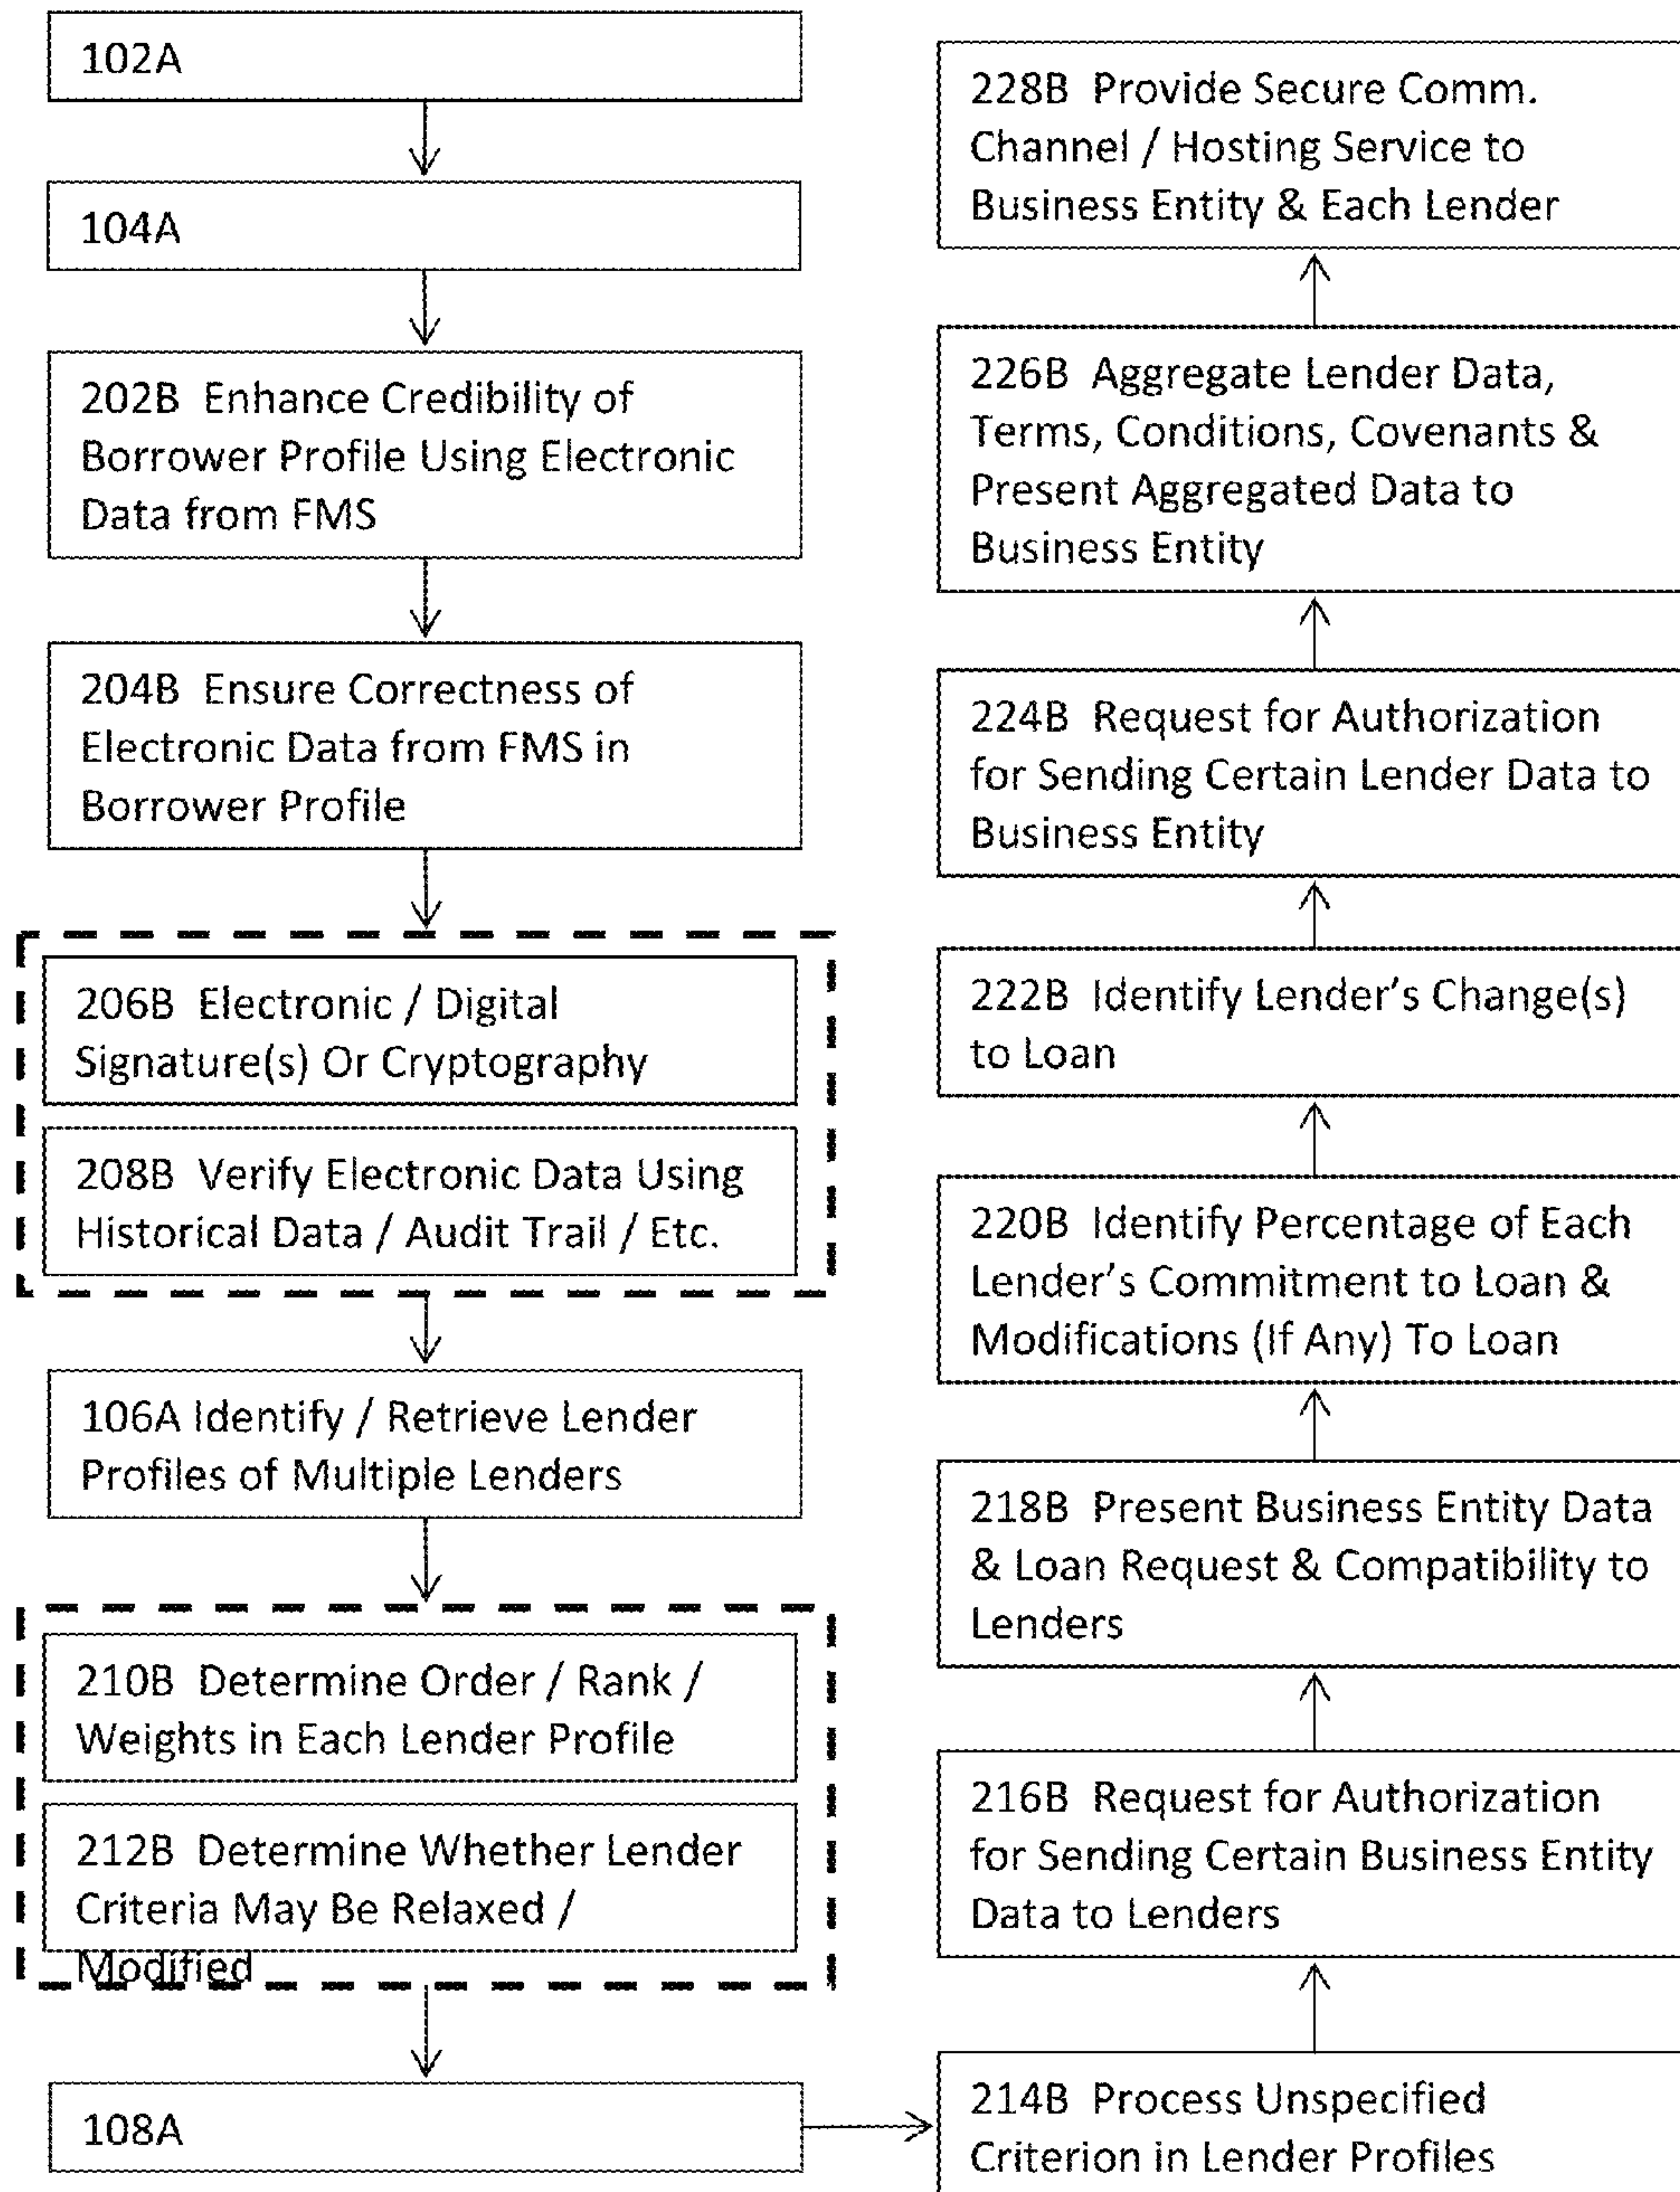 102A
104A
202B Enhance Credibility of
Borrower Profile Using Electronic
Data from FMS
204B Ensure Correctness of
Electronic Data from FMS in
Borrower Profile
206B Electronic / Digital
Signature(s) Or Cryptography
208B Verify Electronic Data Using
Historical Data / Audit Trail / Etc.
106A Identify / Retrieve Lender
Profiles of Multiple Lenders
210B Determine Order / Rank /
Weights in Each Lender Profile
212B Determine Whether Lender
Criteria May Be Relaxed /
Modified
108A
214B Process Unspecified
Criterion in Lender Profiles
216B Request for Authorization
for Sending Certain Business Entity
Data to Lenders
218B Present Business Entity Data
& Loan Request & Compatibility to
Lenders
220B Identify Percentage of Each
Lender's Commitment to Loan &
Modifications (If Any) To Loan
222B Identify Lender's Change(s)
to Loan
224B Request for Authorization
for Sending Certain Lender Data to
Business Entity
226B Aggregate Lender Data,
Terms, Conditions, Covenants &
Present Aggregated Data to
Business Entity
228B Provide Secure Comm.
Channel / Hosting Service to
Business Entity & Each Lender